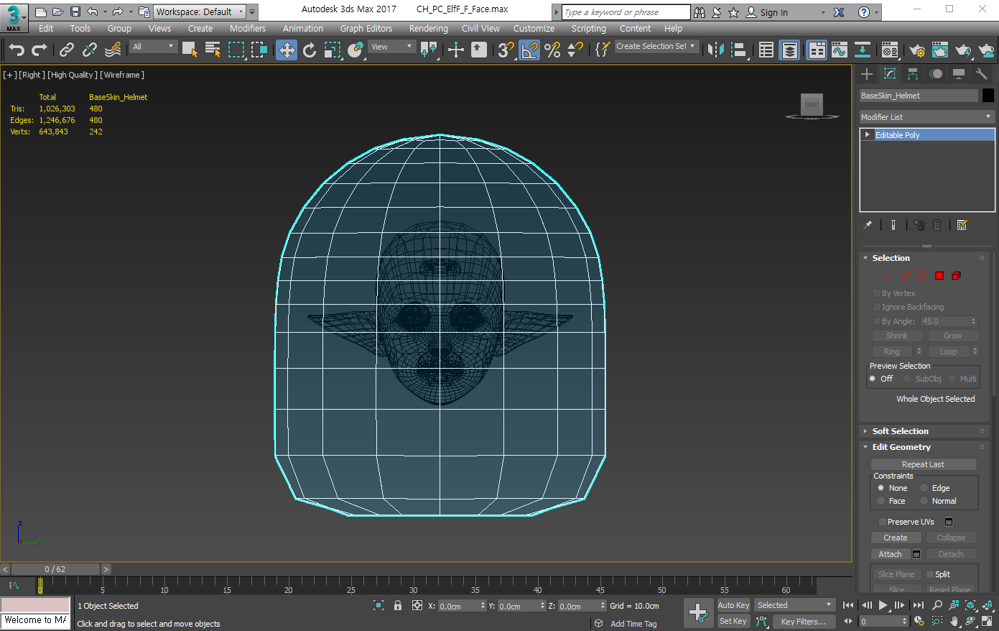 Workspace: Default
Autodesk 3ds Max 2017 CH_PC_ElfF_F_Face.max
Type a keyword or phrase
Sign In
3
MAX
Edit Tools Group Views Create Modifiers Animation Graph Editors Rendering Civil View Customize Scripting Content Help
All
View
Create Selection Set
[+] [Right ] [High Quality ] [Wireframe ]
Total BaseSkin_Helmet
Tris: 1,026,303 480
Edges: 1,246,676 480
Verts: 643,843 242
RIGHT
BaseSkin_Helmet
Modifier List
Editable Poly
Selection
By Vertex
Ignore Backfacing
By Angle: 45.0
Shrink Grow
Ring Loop
Preview Selection
Off SubObj Multi
Whole Object Selected
Soft Selection
Edit Geometry
Repeat Last
Constraints
None Edge
Face Normal
Preserve UVs
Create Collapse
Attach Detach
Slice Plane Split
Slice Reset Plane
z
x y
< 0 / 62 >
0 5 10 15 20 25 30 35 40 45 50 55 60
1 Object Selected
X: 0.0cm Y: 0.0cm Z: 0.0cm Grid = 10.0cm
Auto Key Selected
Welcome to MA
Click and drag to select and move objects
Add Time Tag
Set Key Key Filters...
0